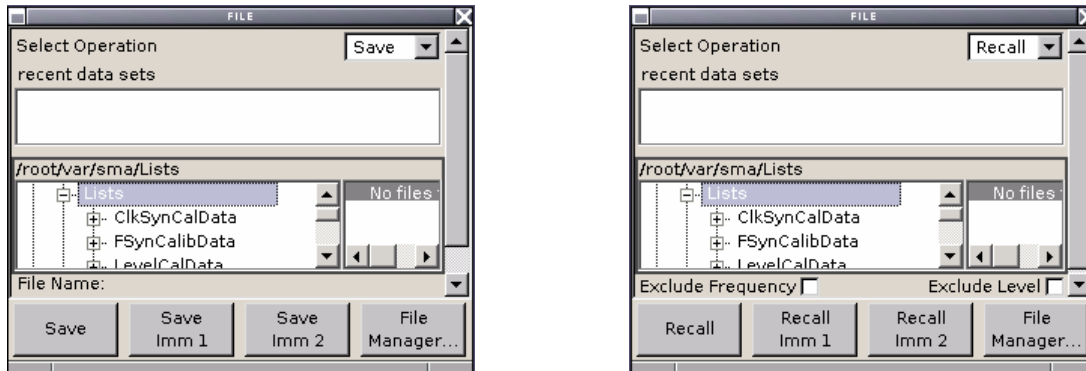 FILE
Select Operation Save
recent data sets
/root/var/sma/Lists
Lists No files
ClkSynCalData
FSynCalibData
LevelCalData
File Name:
Save Save Imm 1 Save Imm 2 File Manager...
FILE
Select Operation Recall
recent data sets
/root/var/sma/Lists
Lists No files
ClkSynCalData
FSynCalibData
LevelCalData
Exclude Frequency Exclude Level
Recall Recall Imm 1 Recall Imm 2 File Manager...